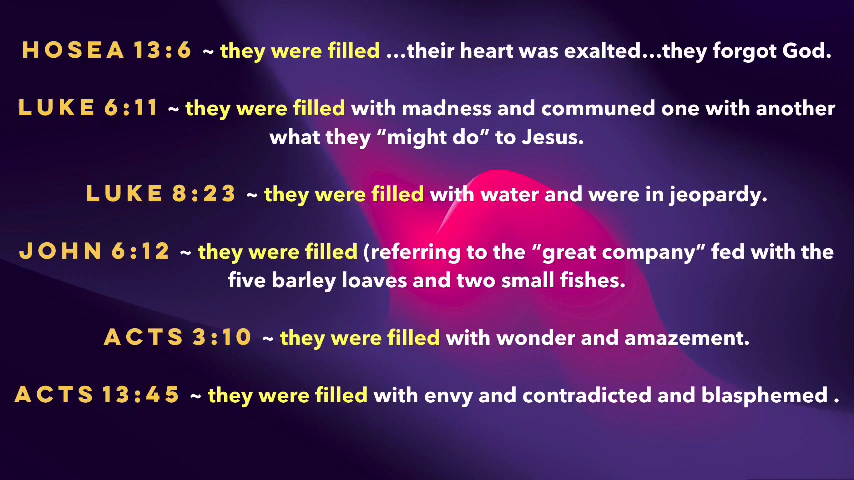 HOSEA 13:6 ~ they were filled ...their heart was exalted...they forgot God.
LUKE 6:11 ~ they were filled with madness and communed one with another
what they “might do” to Jesus.
LUKE 8:23 ~ they were filled with water and were in jeopardy.
JOHN 6:12 ~ they were filled (referring to the “great company” fed with the
five barley loaves and two small fishes.
ACTS 3:10 ~ they were filled with wonder and amazement.
ACTS 13:45 ~ they were filled with envy and contradicted and blasphemed .